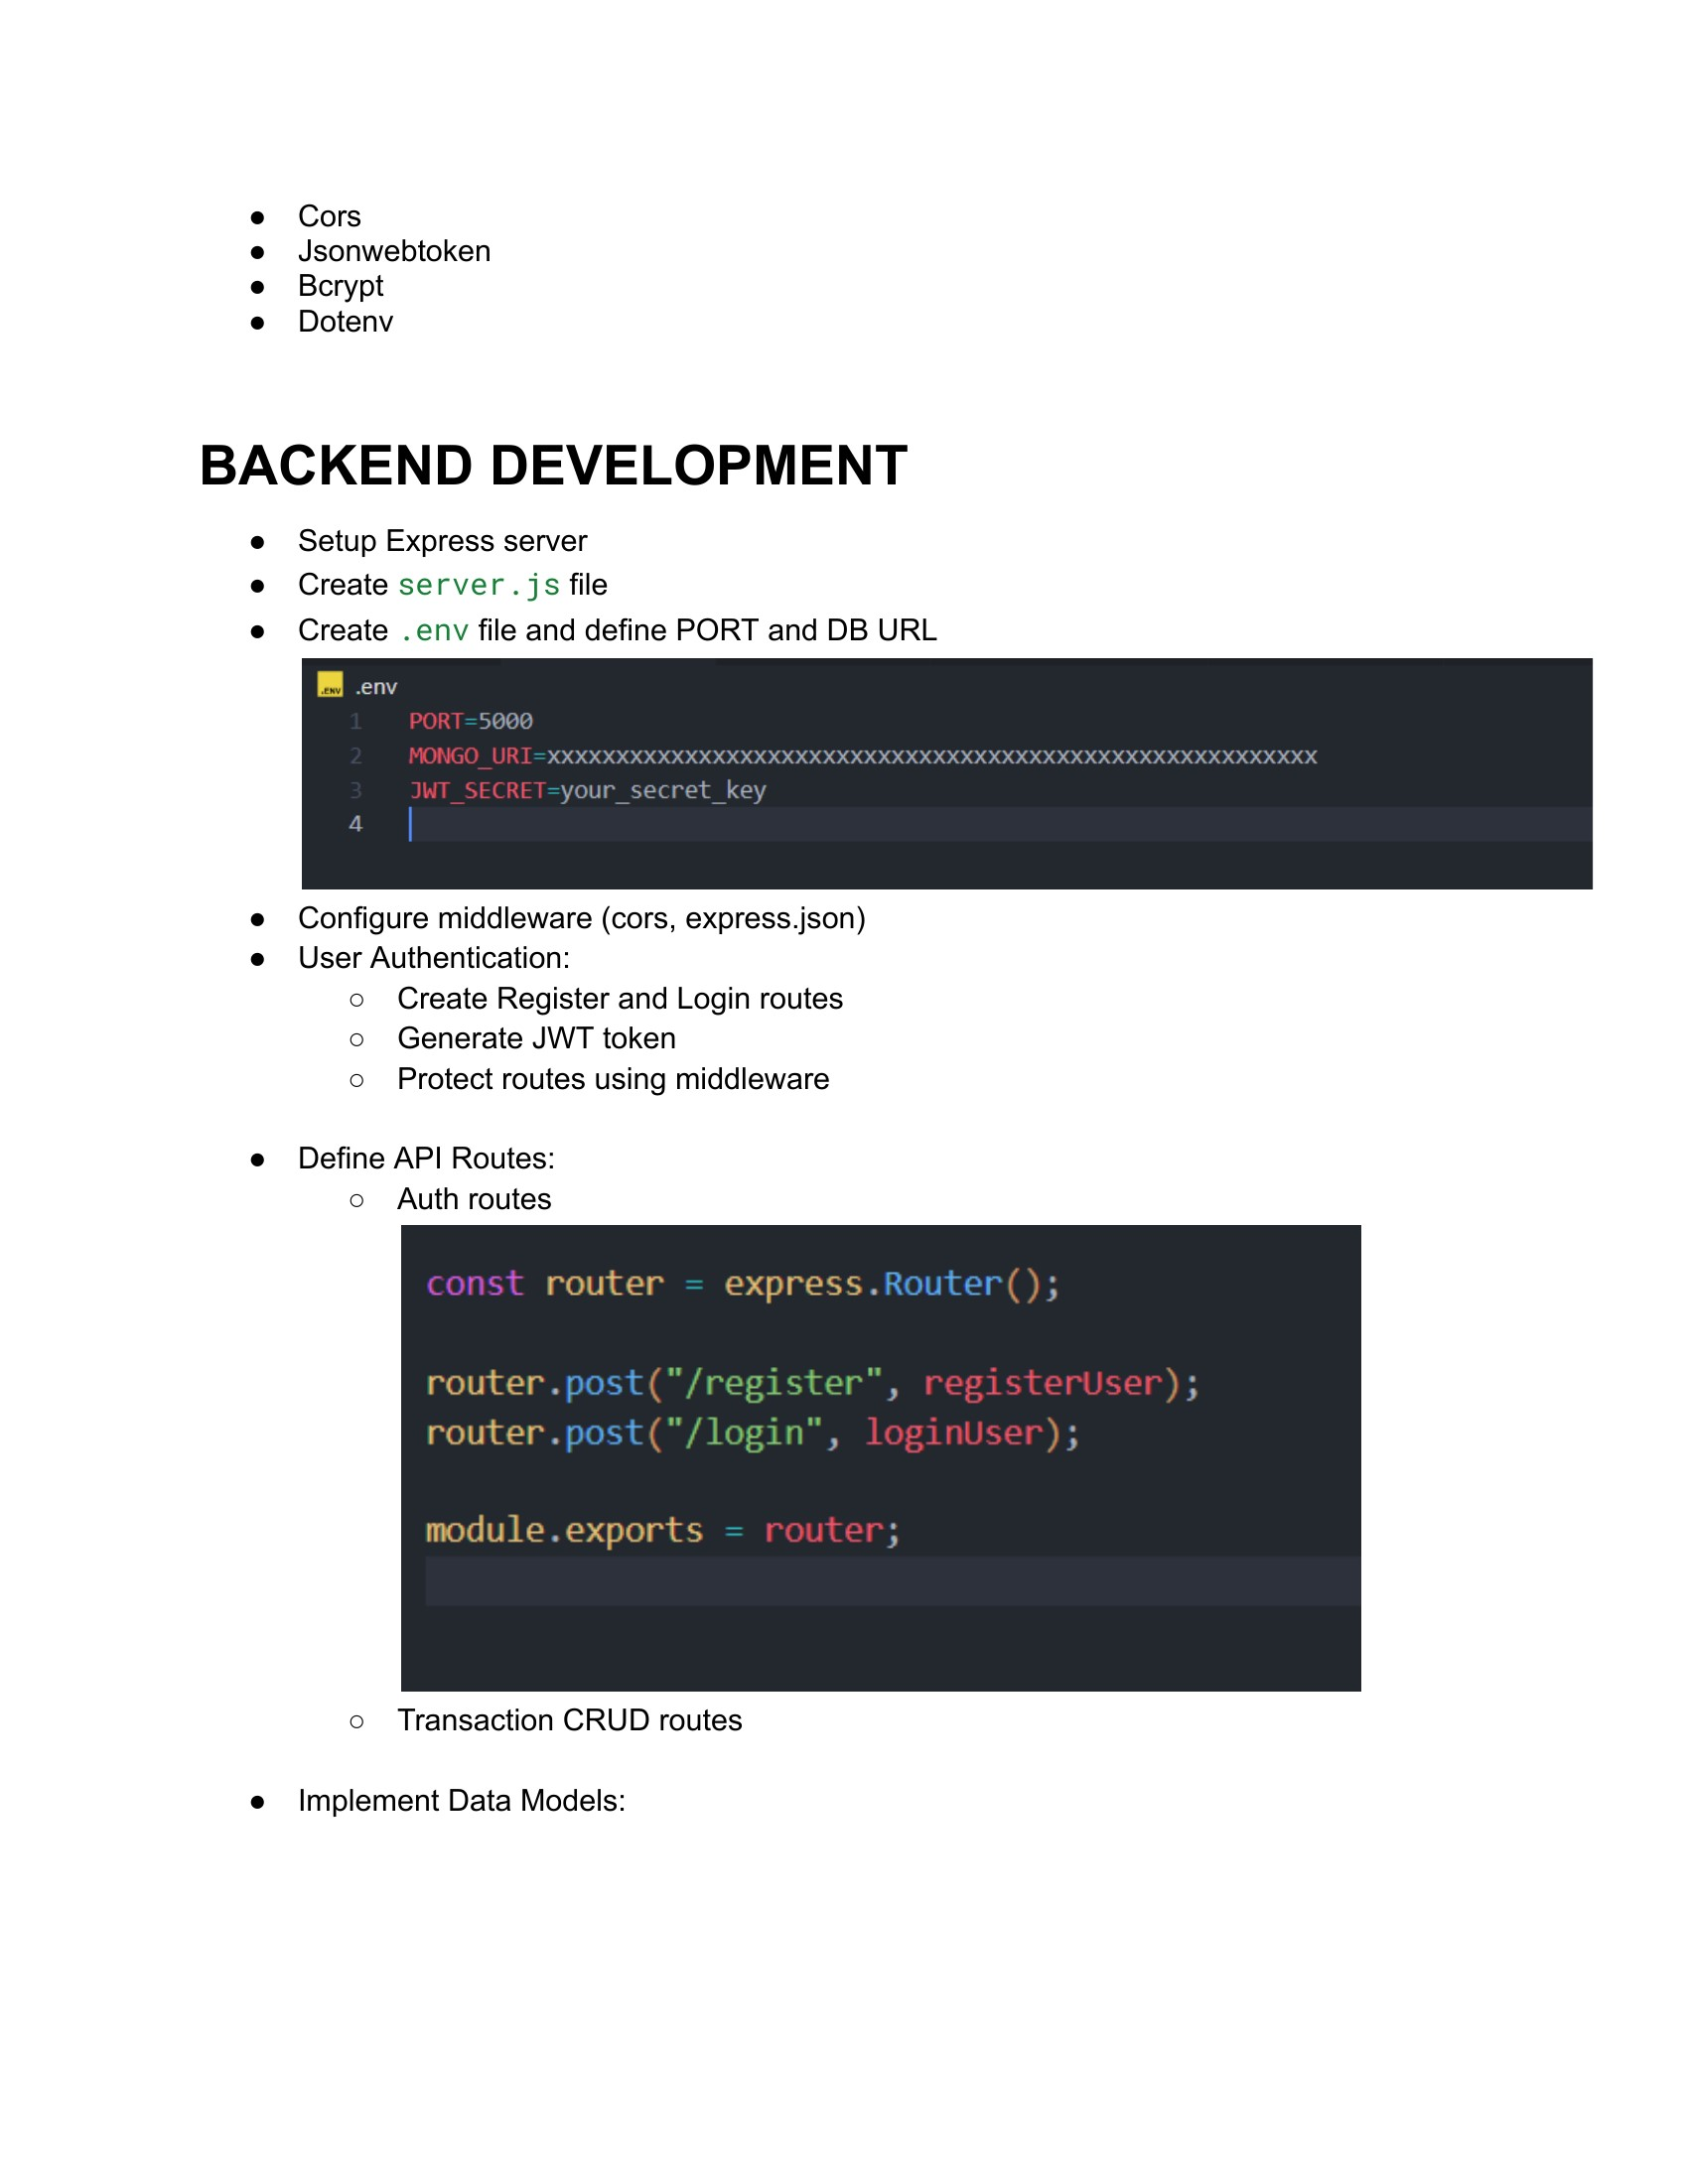 ● Cors
● Jsonwebtoken
● Bcrypt
● Dotenv
BACKEND DEVELOPMENT
● Setup Express server
● Create server.js file
● Create .env file and define PORT and DB URL
.ENV .env
1 PORT=5000
2 MONGO_URI=xxxxxxxxxxxxxxxxxxxxxxxxxxxxxxxxxxxxxxxxxxxxxxxxxxxxxxxx
3 JWT_SECRET=your_secret_key
4
● Configure middleware (cors, express.json)
● User Authentication:
○ Create Register and Login routes
○ Generate JWT token
○ Protect routes using middleware
● Define API Routes:
○ Auth routes
const router = express.Router();
router.post("/register", registerUser);
router.post("/login", loginUser);
module.exports = router;
○ Transaction CRUD routes
● Implement Data Models: